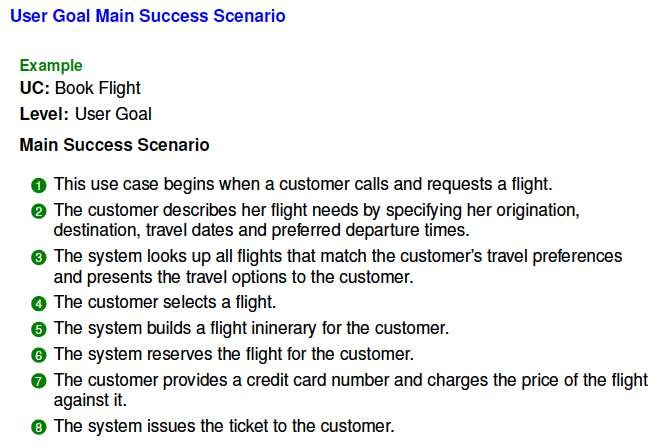 User Goal Main Success Scenario
Example
UC: Book Flight
Level: User Goal
Main Success Scenario
1 This use case begins when a customer calls and requests a flight.
2 The customer describes her flight needs by specifying her origination,
destination, travel dates and preferred departure times.
3 The system looks up all flights that match the customer's travel preferences
and presents the travel options to the customer.
4 The customer selects a flight.
5 The system builds a flight ininerary for the customer.
6 The system reserves the flight for the customer.
7 The customer provides a credit card number and charges the price of the flight
against it.
8 The system issues the ticket to the customer.